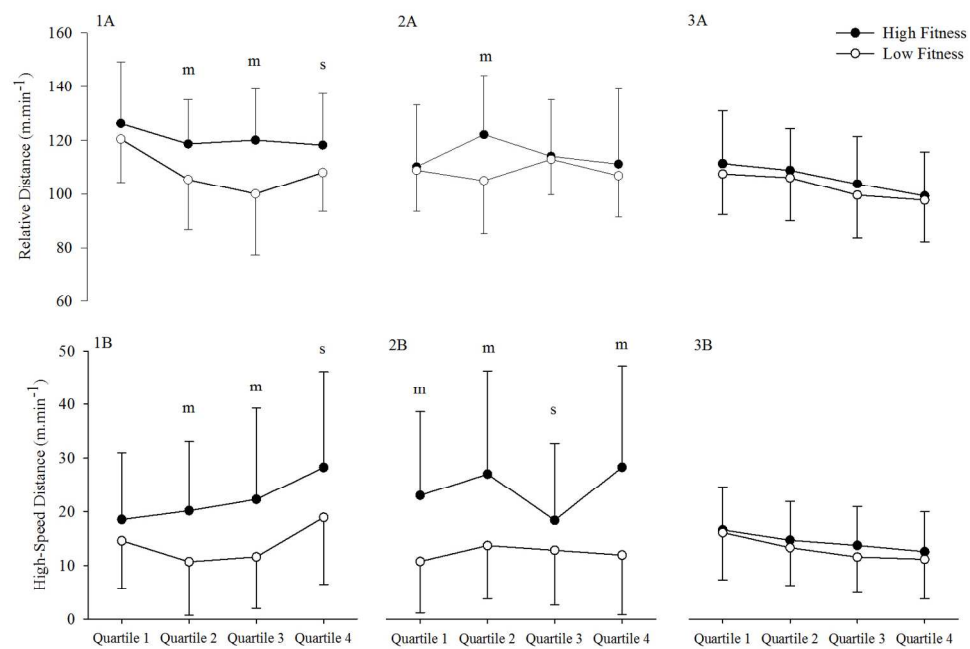 1A
2A
3A
High Fitness
Low Fitness
Relative Distance (m.min-1)
160
140
120
100
80
60
m
m
s
m
1B
2B
3B
High-Speed Distance (m.min-1)
50
40
30
20
10
0
m
m
s
m
m
s
m
Quartile 1 Quartile 2 Quartile 3 Quartile 4
Quartile 1 Quartile 2 Quartile 3 Quartile 4
Quartile 1 Quartile 2 Quartile 3 Quartile 4